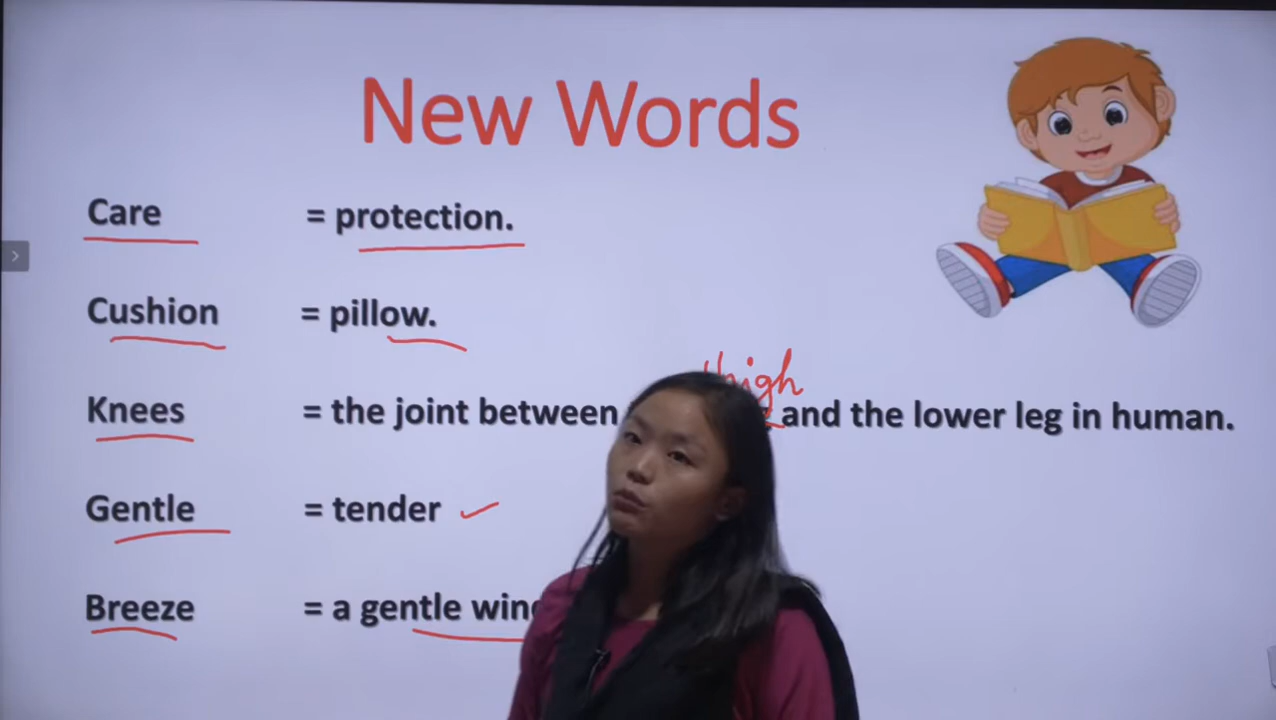 New Words
Care = protection.
Cushion = pillow.
thigh
Knees = the joint between and the lower leg in human.
Gentle = tender
Breeze = a gentle